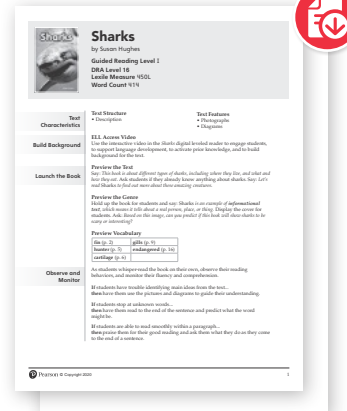 Sharks
Sharks
by Susan Hughes
Guided Reading Level I
DRA Level 16
Lexile Measure 450L
Word Count 414
Text
Characteristics
Text Structure
• Description
Text Features
• Photographs
• Diagrams
Build Background
ELL Access Video
Use the interactive video in the Sharks digital leveled reader to engage students,
to support language development, to activate prior knowledge, and to build
background for the text.
Launch the Book
Preview the Text
Say: This book is about different types of sharks, including where they live, and what and
how they eat. Ask students if they already know anything about sharks. Say: Let's
read Sharks to find out more about these amazing creatures.
Preview the Genre
Hold up the book for students and say: Sharks is an example of informational
text, which means it tells about a real person, place, or thing. Display the cover for
students. Ask: Based on this image, can you predict if this book will show sharks to be
scary or interesting?
Preview Vocabulary
fin (p. 2) gills (p. 9)
hunter (p. 5) endangered (p. 16)
cartilage (p. 6)
Observe and
Monitor
As students whisper-read the book on their own, observe their reading
behaviors, and monitor their fluency and comprehension.
If students have trouble identifying main ideas from the text...
then have them use the pictures and diagrams to guide their understanding.
If students stop at unknown words...
then have them read to the end of the sentence and predict what the word
might be.
If students are able to read smoothly within a paragraph...
then praise them for their good reading and ask them what they do as they come
to the end of a sentence.
Pearson © Copyright 2025
1